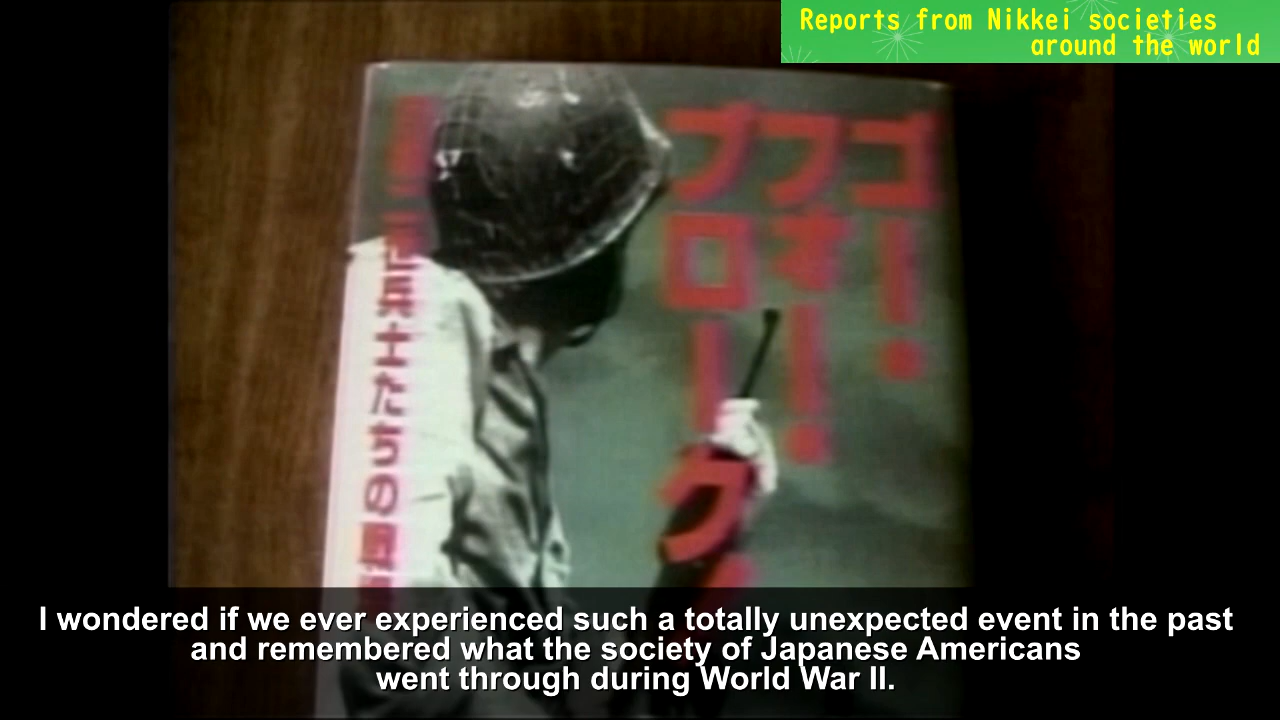 Reports from Nikkei societies
around the world
ゴー・
フォー・
ブローク
二世兵士たちの
I wondered if we ever experienced such a totally unexpected event in the past
and remembered what the society of Japanese Americans
went through during World War II.